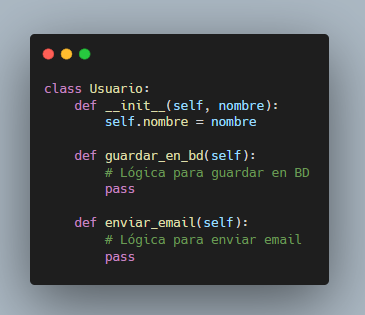 class Usuario:
    def __init__(self, nombre):
        self.nombre = nombre

    def guardar_en_bd(self):
        # Lógica para guardar en BD
        pass

    def enviar_email(self):
        # Lógica para enviar email
        pass